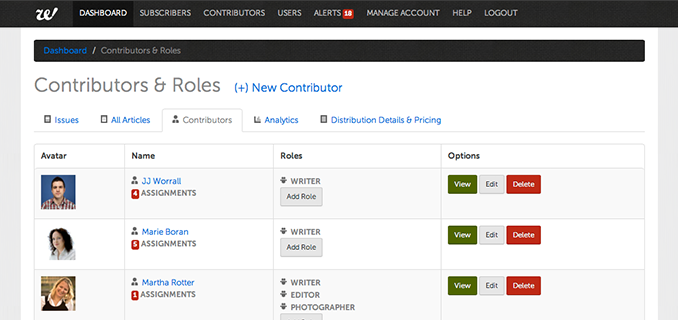 w! DASHBOARD SUBSCRIBERS CONTRIBUTORS USERS ALERTS 18 MANAGE ACCOUNT HELP LOGOUT
Dashboard / Contributors & Roles
Contributors & Roles (+) New Contributor
Issues All Articles Contributors Analytics Distribution Details & Pricing
Avatar Name Roles Options
JJ Worrall WRITER View Edit Delete
4 ASSIGNMENTS Add Role
Marie Boran WRITER View Edit Delete
5 ASSIGNMENTS Add Role
Martha Rotter WRITER View Edit Delete
1 ASSIGNMENTS EDITOR
PHOTOGRAPHER